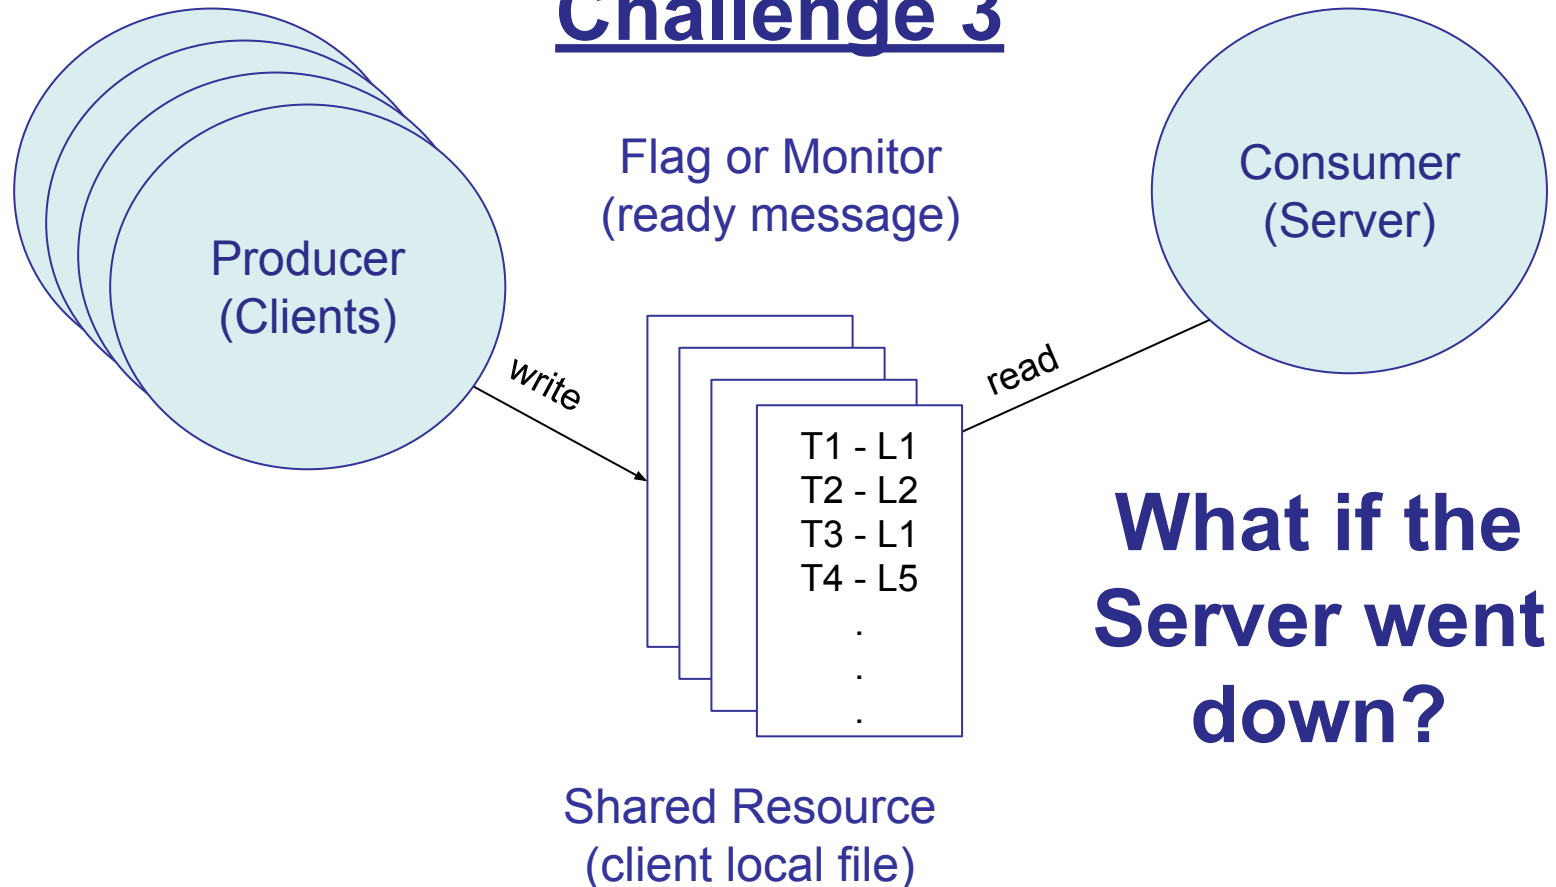 Challenge 3
Flag or Monitor
(ready message)
Consumer
(Server)
Producer
(Clients)
write
read
T1 - L1
T2 - L2
T3 - L1
T4 - L5
.
.
.
What if the
Server went
down?
Shared Resource
(client local file)